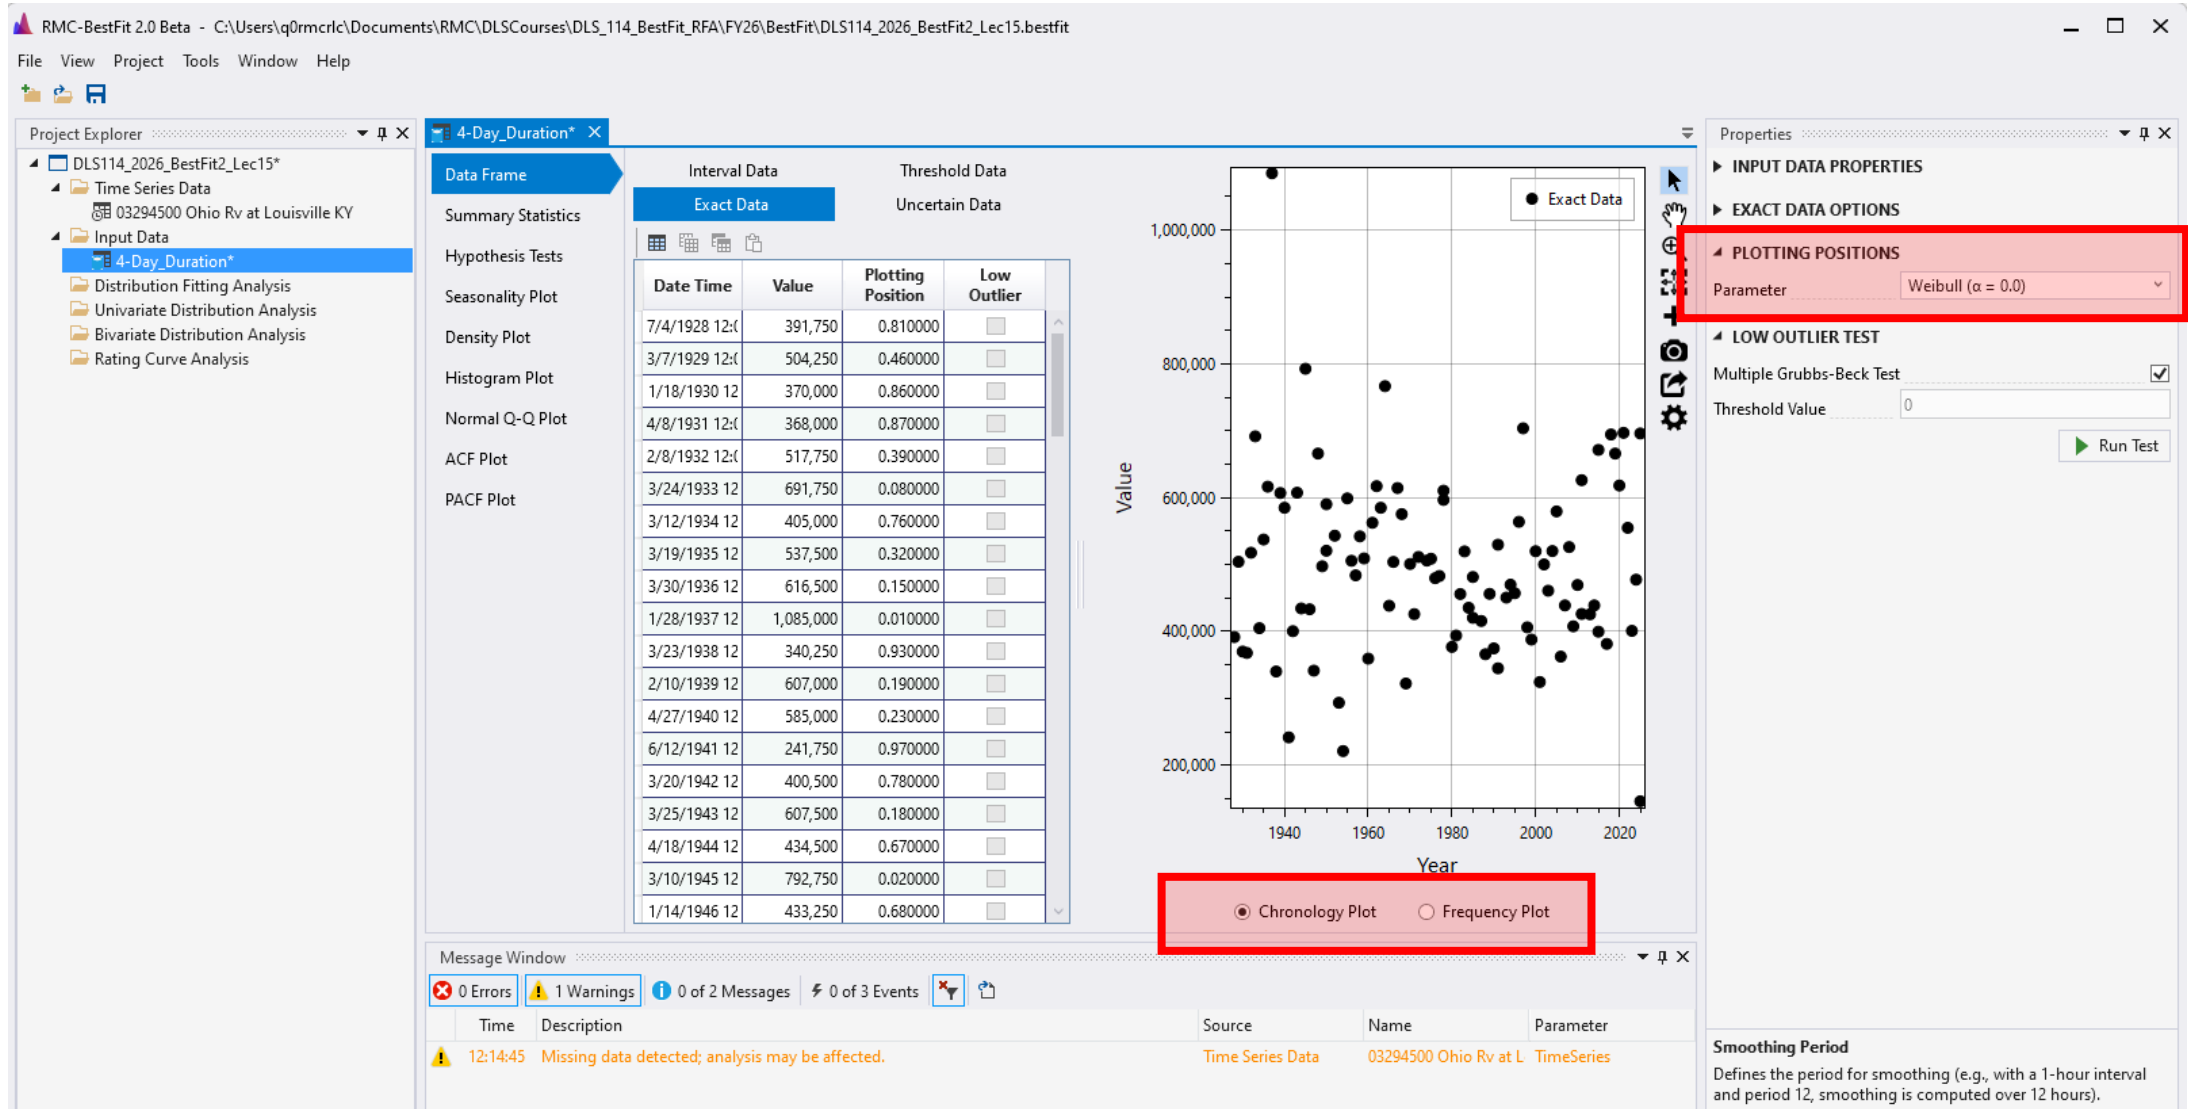 RMC-BestFit 2.0 Beta - C:\Users\q0rmcrlc\Documents\RMC\DLSCourses\DLS_114_BestFit_RFA\FY26\BestFit\DLS114_2026_BestFit2_Lec15.bestfit
File View Project Tools Window Help
Project Explorer
DLS114_2026_BestFit2_Lec15*
Time Series Data
03294500 Ohio Rv at Louisville KY
Input Data
4-Day_Duration*
Distribution Fitting Analysis
Univariate Distribution Analysis
Bivariate Distribution Analysis
Rating Curve Analysis
4-Day_Duration*
Data Frame
Summary Statistics
Hypothesis Tests
Seasonality Plot
Density Plot
Histogram Plot
Normal Q-Q Plot
ACF Plot
PACF Plot
Interval Data Threshold Data
Exact Data Uncertain Data
Date Time Value Plotting Position Low Outlier
7/4/1928 12:( 391,750 0.810000
3/7/1929 12:( 504,250 0.460000
1/18/1930 12 370,000 0.860000
4/8/1931 12:( 368,000 0.870000
2/8/1932 12:( 517,750 0.390000
3/24/1933 12 691,750 0.080000
3/12/1934 12 405,000 0.760000
3/19/1935 12 537,500 0.320000
3/30/1936 12 616,500 0.150000
1/28/1937 12 1,085,000 0.010000
3/23/1938 12 340,250 0.930000
2/10/1939 12 607,000 0.190000
4/27/1940 12 585,000 0.230000
6/12/1941 12 241,750 0.970000
3/20/1942 12 400,500 0.780000
3/25/1943 12 607,500 0.180000
4/18/1944 12 434,500 0.670000
3/10/1945 12 792,750 0.020000
1/14/1946 12 433,250 0.680000
Exact Data
1,000,000
800,000
600,000
400,000
200,000
Value
1940 1960 1980 2000 2020
Year
Chronology Plot Frequency Plot
Properties
INPUT DATA PROPERTIES
EXACT DATA OPTIONS
PLOTTING POSITIONS
Parameter Weibull (α = 0.0)
LOW OUTLIER TEST
Multiple Grubbs-Beck Test
Threshold Value 0
Run Test
Smoothing Period
Defines the period for smoothing (e.g., with a 1-hour interval
and period 12, smoothing is computed over 12 hours).
Message Window
0 Errors 1 Warnings 0 of 2 Messages 0 of 3 Events
Time Description Source Name Parameter
12:14:45 Missing data detected; analysis may be affected. Time Series Data 03294500 Ohio Rv at L TimeSeries